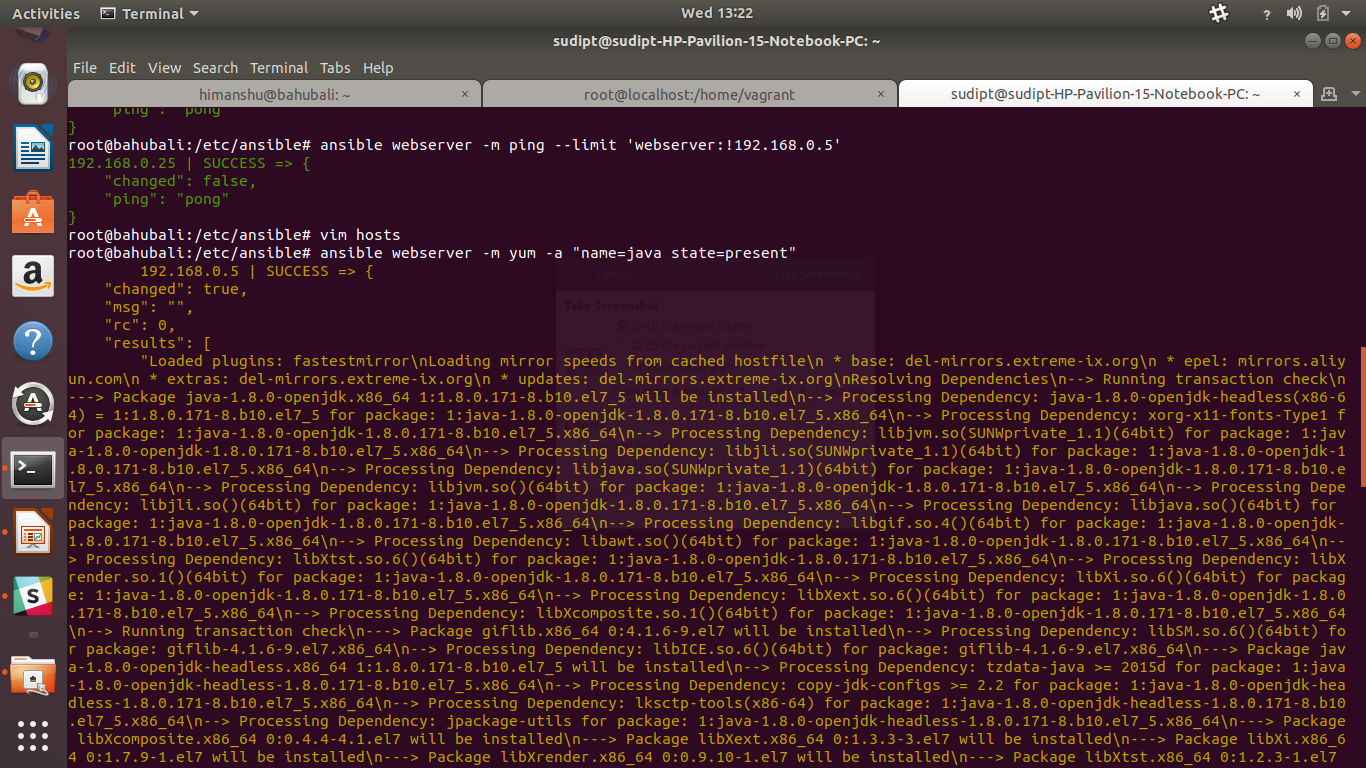 Activities Terminal Wed 13:22
sudipt@sudipt-HP-Pavilion-15-Notebook-PC: ~
File Edit View Search Terminal Tabs Help
himanshu@bahubali: ~ × root@localhost:/home/vagrant × sudipt@sudipt-HP-Pavilion-15-Notebook-PC: ~ ×
"ping": "pong"
}
root@bahubali:/etc/ansible# ansible webserver -m ping --limit 'webserver:!192.168.0.5'
192.168.0.25 | SUCCESS => {
"changed": false,
"ping": "pong"
}
root@bahubali:/etc/ansible# vim hosts
root@bahubali:/etc/ansible# ansible webserver -m yum -a "name=java state=present"
192.168.0.5 | SUCCESS => {
"changed": true,
"msg": "",
"rc": 0,
"results": [
"Loaded plugins: fastestmirror\nLoading mirror speeds from cached hostfile\n * base: del-mirrors.extreme-ix.org\n * epel: mirrors.aliy
un.com\n * extras: del-mirrors.extreme-ix.org\n * updates: del-mirrors.extreme-ix.org\nResolving Dependencies\n--> Running transaction check\n
---> Package java-1.8.0-openjdk.x86_64 1:1.8.0.171-8.b10.el7_5 will be installed\n--> Processing Dependency: java-1.8.0-openjdk-headless(x86-6
4) = 1:1.8.0.171-8.b10.el7_5 for package: 1:java-1.8.0-openjdk-1.8.0.171-8.b10.el7_5.x86_64\n--> Processing Dependency: xorg-x11-fonts-Type1 f
or package: 1:java-1.8.0-openjdk-1.8.0.171-8.b10.el7_5.x86_64\n--> Processing Dependency: libjvm.so(SUNWprivate_1.1)(64bit) for package: 1:jav
a-1.8.0-openjdk-1.8.0.171-8.b10.el7_5.x86_64\n--> Processing Dependency: libjli.so(SUNWprivate_1.1)(64bit) for package: 1:java-1.8.0-openjdk-1
.8.0.171-8.b10.el7_5.x86_64\n--> Processing Dependency: libjava.so(SUNWprivate_1.1)(64bit) for package: 1:java-1.8.0-openjdk-1.8.0.171-8.b10.e
l7_5.x86_64\n--> Processing Dependency: libjvm.so()(64bit) for package: 1:java-1.8.0-openjdk-1.8.0.171-8.b10.el7_5.x86_64\n--> Processing Depe
ndency: libjli.so()(64bit) for package: 1:java-1.8.0-openjdk-1.8.0.171-8.b10.el7_5.x86_64\n--> Processing Dependency: libjava.so()(64bit) for
package: 1:java-1.8.0-openjdk-1.8.0.171-8.b10.el7_5.x86_64\n--> Processing Dependency: libgif.so.4()(64bit) for package: 1:java-1.8.0-openjdk-
1.8.0.171-8.b10.el7_5.x86_64\n--> Processing Dependency: libawt.so()(64bit) for package: 1:java-1.8.0-openjdk-1.8.0.171-8.b10.el7_5.x86_64\n--
> Processing Dependency: libXtst.so.6()(64bit) for package: 1:java-1.8.0-openjdk-1.8.0.171-8.b10.el7_5.x86_64\n--> Processing Dependency: libX
render.so.1()(64bit) for package: 1:java-1.8.0-openjdk-1.8.0.171-8.b10.el7_5.x86_64\n--> Processing Dependency: libXi.so.6()(64bit) for packag
e: 1:java-1.8.0-openjdk-1.8.0.171-8.b10.el7_5.x86_64\n--> Processing Dependency: libXext.so.6()(64bit) for package: 1:java-1.8.0-openjdk-1.8.0
.171-8.b10.el7_5.x86_64\n--> Processing Dependency: libXcomposite.so.1()(64bit) for package: 1:java-1.8.0-openjdk-1.8.0.171-8.b10.el7_5.x86_64
\n--> Running transaction check\n---> Package giflib.x86_64 0:4.1.6-9.el7 will be installed\n--> Processing Dependency: libSM.so.6()(64bit) fo
r package: giflib-4.1.6-9.el7.x86_64\n--> Processing Dependency: libICE.so.6()(64bit) for package: giflib-4.1.6-9.el7.x86_64\n---> Package jav
a-1.8.0-openjdk-headless.x86_64 1:1.8.0.171-8.b10.el7_5 will be installed\n--> Processing Dependency: tzdata-java >= 2015d for package: 1:java
-1.8.0-openjdk-headless-1.8.0.171-8.b10.el7_5.x86_64\n--> Processing Dependency: copy-jdk-configs >= 2.2 for package: 1:java-1.8.0-openjdk-hea
dless-1.8.0.171-8.b10.el7_5.x86_64\n--> Processing Dependency: lksctp-tools(x86-64) for package: 1:java-1.8.0-openjdk-headless-1.8.0.171-8.b10
.el7_5.x86_64\n--> Processing Dependency: jpackage-utils for package: 1:java-1.8.0-openjdk-headless-1.8.0.171-8.b10.el7_5.x86_64\n---> Package
libXcomposite.x86_64 0:0.4.4-4.1.el7 will be installed\n---> Package libXext.x86_64 0:1.3.3-3.el7 will be installed\n---> Package libXi.x86_6
4 0:1.7.9-1.el7 will be installed\n---> Package libXrender.x86_64 0:0.9.10-1.el7 will be installed\n---> Package libXtst.x86_64 0:1.2.3-1.el7
Cancel Take Screenshot
Take Screenshot
Grab the whole screen
Grab the current window